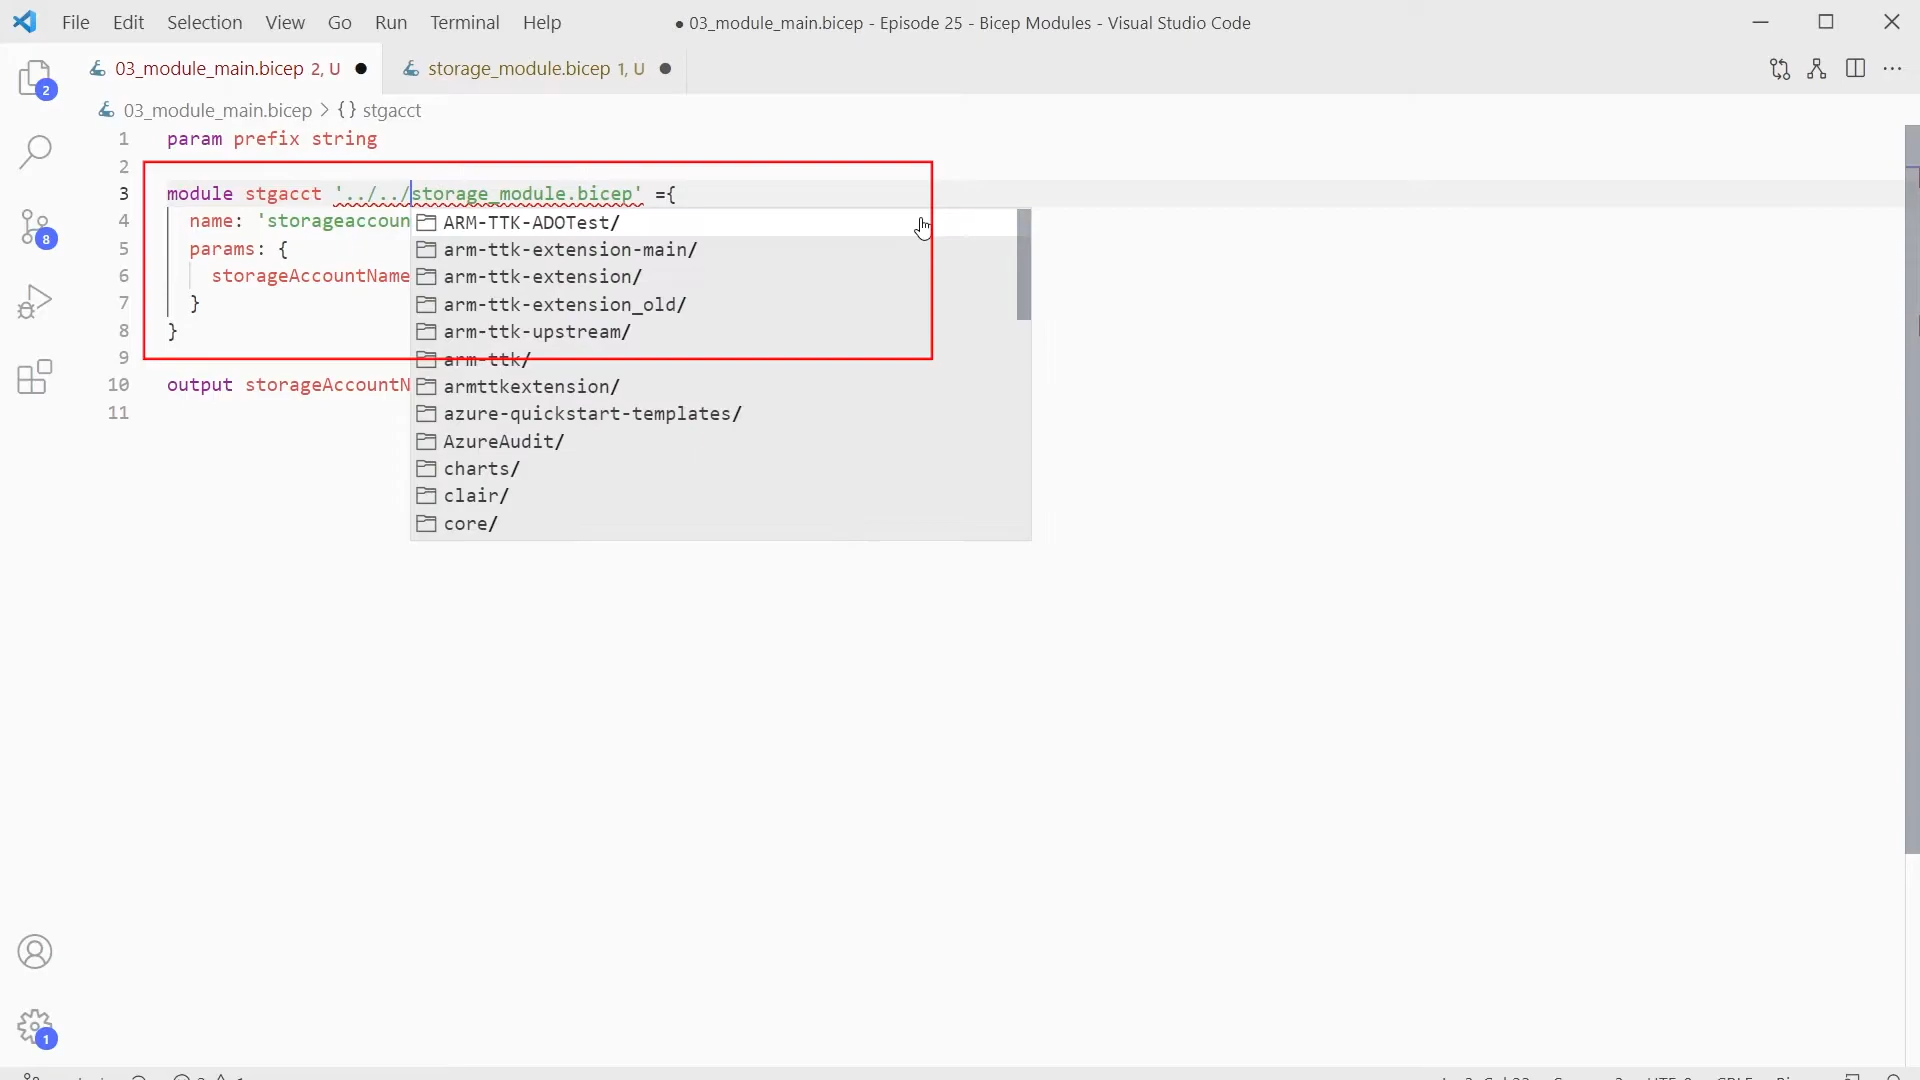 File Edit Selection View Go Run Terminal Help ● 03_module_main.bicep - Episode 25 - Bicep Modules - Visual Studio Code
03_module_main.bicep 2, U ● storage_module.bicep 1, U ●
03_module_main.bicep > {} stgacct
1 param prefix string
2
3 module stgacct '../../storage_module.bicep' ={
4 name: 'storageaccoun
5 params: {
6 storageAccountName
7 }
8 }
9
10 output storageAccountN
11
ARM-TTK-ADOTest/
arm-ttk-extension-main/
arm-ttk-extension/
arm-ttk-extension_old/
arm-ttk-upstream/
arm-ttk/
armttkextension/
azure-quickstart-templates/
AzureAudit/
charts/
clair/
core/
2
8
1